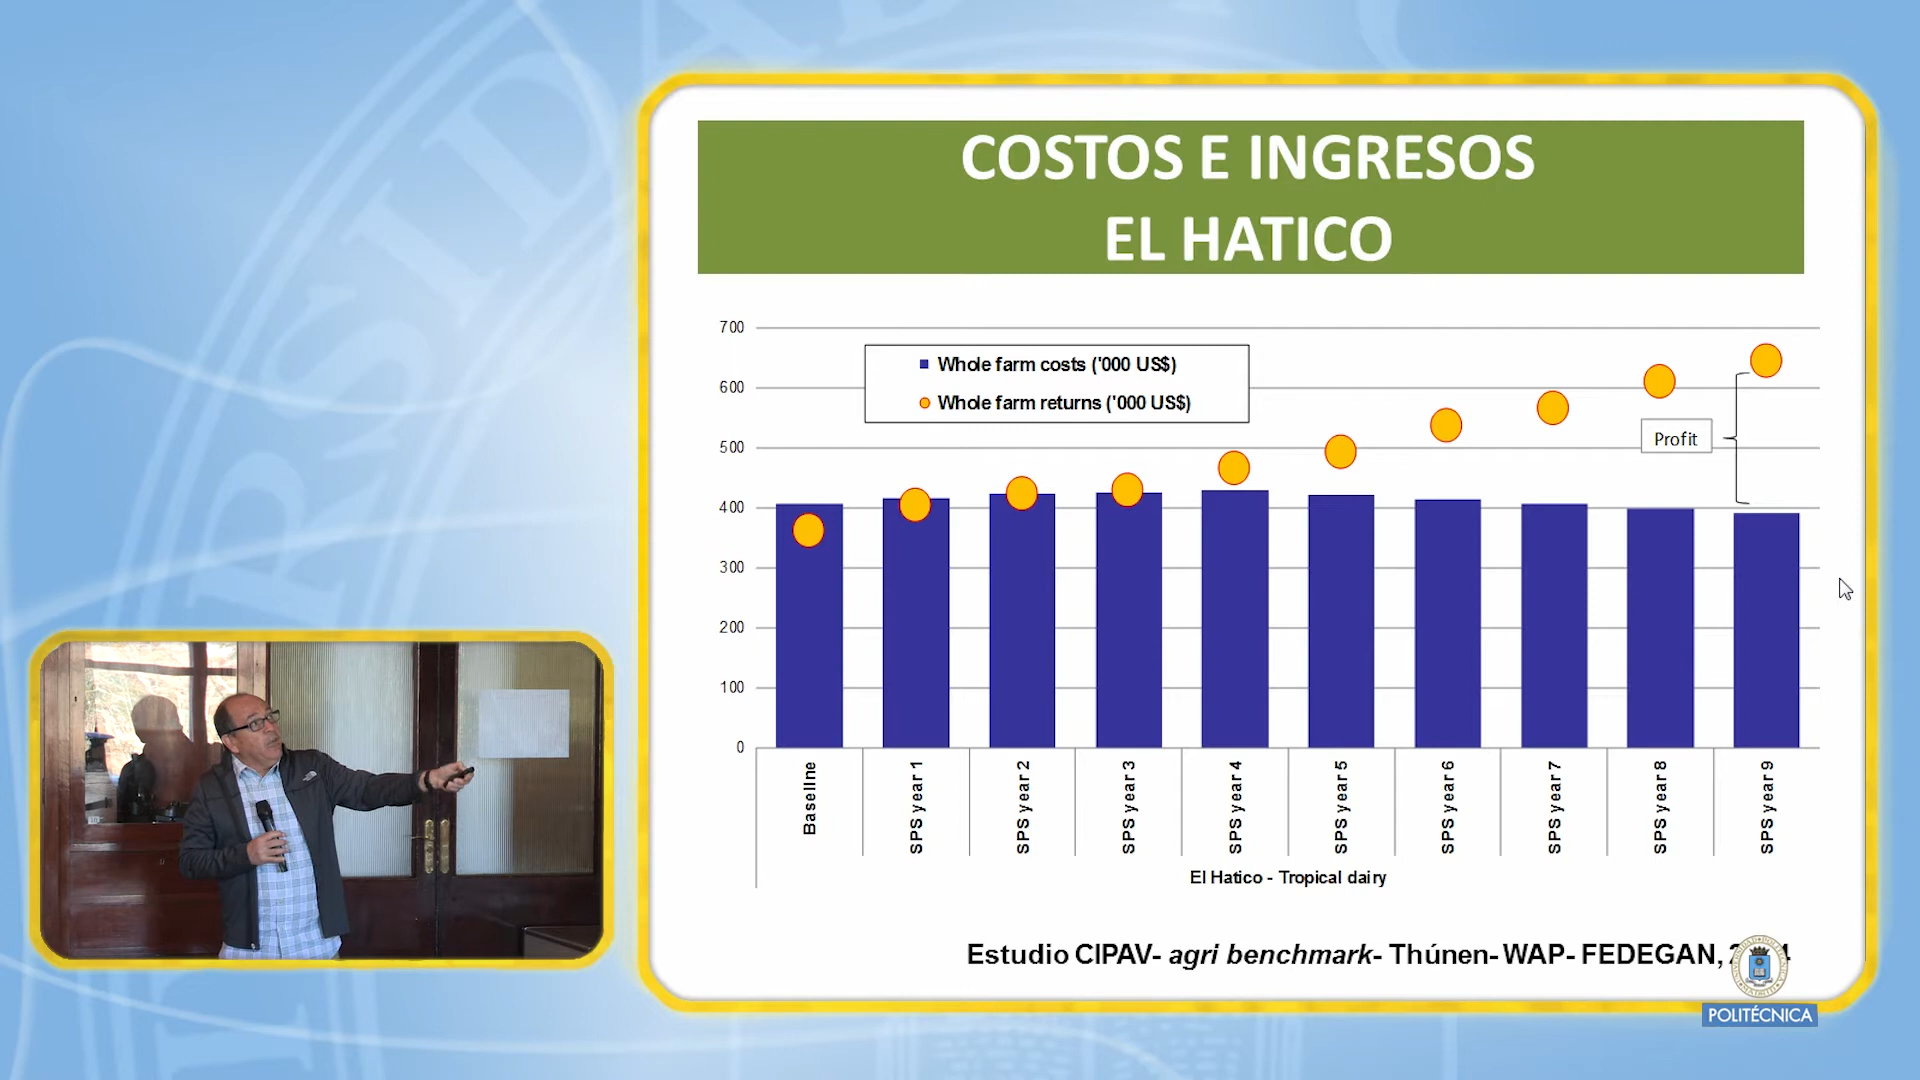 COSTOS E INGRESOS
EL HATICO
700
600
500
400
300
200
100
0
Whole farm costs ('000 US$)
Whole farm returns ('000 US$)
Profit
Baseline
SPS year 1
SPS year 2
SPS year 3
SPS year 4
SPS year 5
SPS year 6
SPS year 7
SPS year 8
SPS year 9
El Hatico - Tropical dairy
Estudio CIPAV- agri benchmark- Thúnen- WAP- FEDEGAN,
POLITÉCNICA